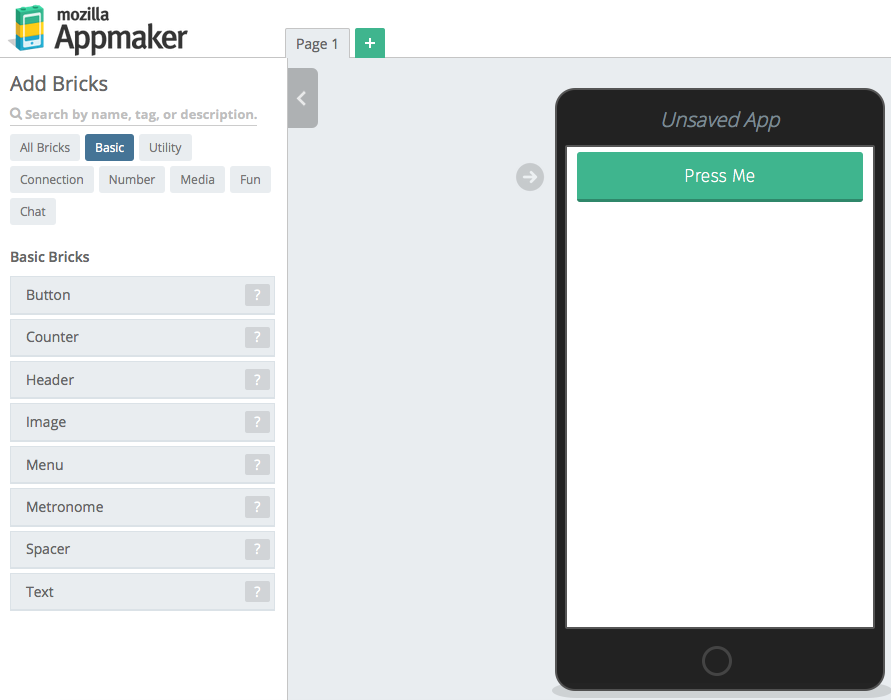 mozilla
Appmaker
Page 1
+
Add Bricks
Search by name, tag, or description.
All Bricks
Basic
Utility
Connection
Number
Media
Fun
Chat
Basic Bricks
Button ?
Counter ?
Header ?
Image ?
Menu ?
Metronome ?
Spacer ?
Text ?
Unsaved App
Press Me